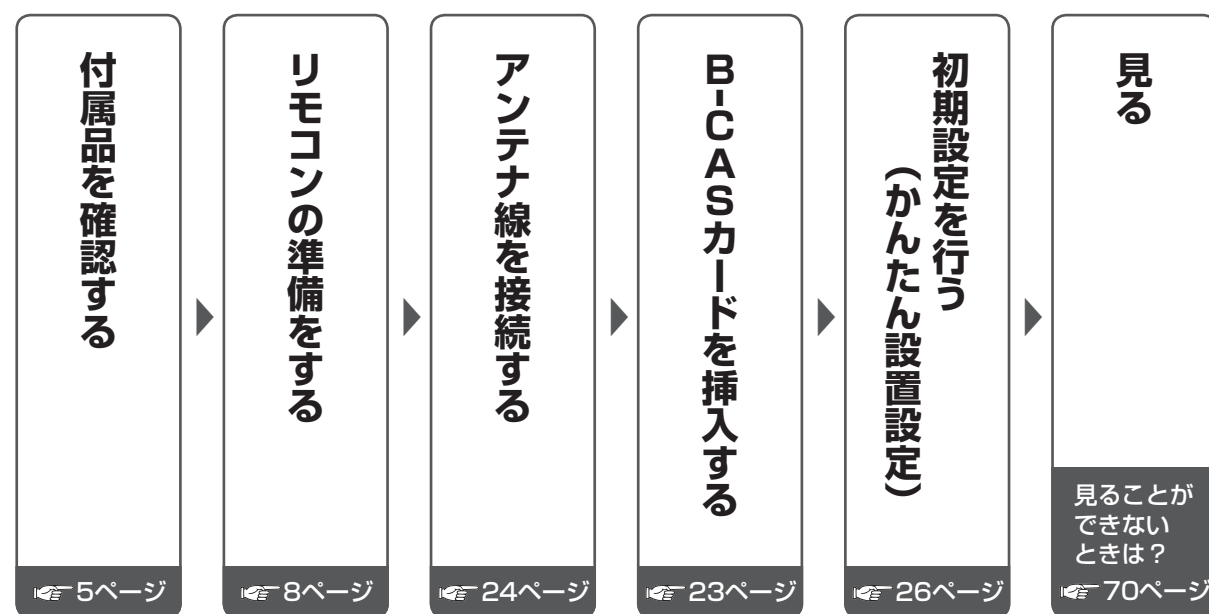 付属品を確認する
☞5ページ
リモコンの準備をする
☞8ページ
アンテナ線を接続する
☞24ページ
B-CASカードを挿入する
☞23ページ
初期設定を行う
(かんたん設置設定)
☞26ページ
見る
見ることが
できない
ときは？
☞70ページ